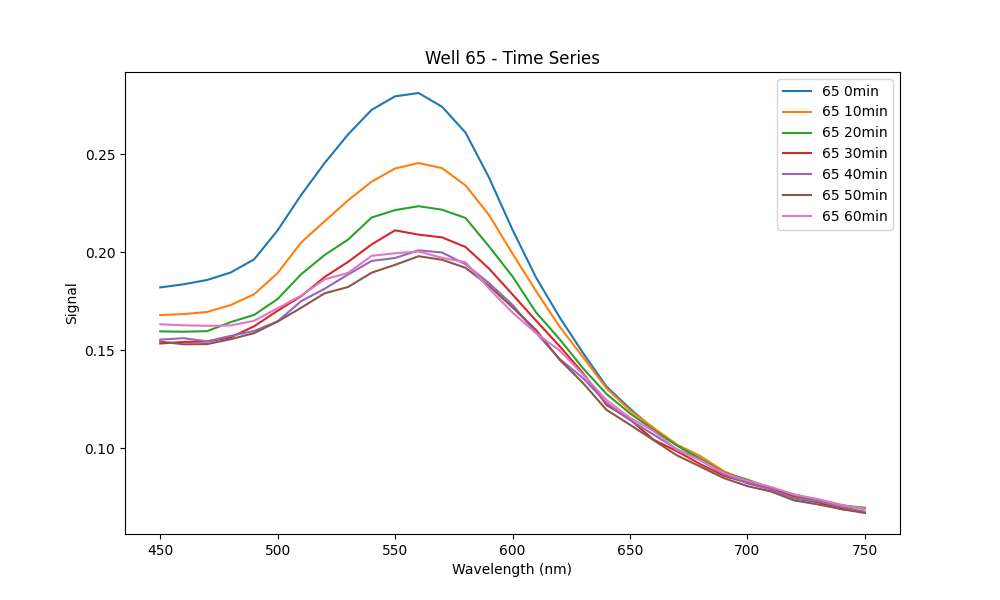 Well 65 - Time Series
Signal
0.25
0.20
0.15
0.10
450 500 550 600 650 700 750
Wavelength (nm)
65 0min
65 10min
65 20min
65 30min
65 40min
65 50min
65 60min